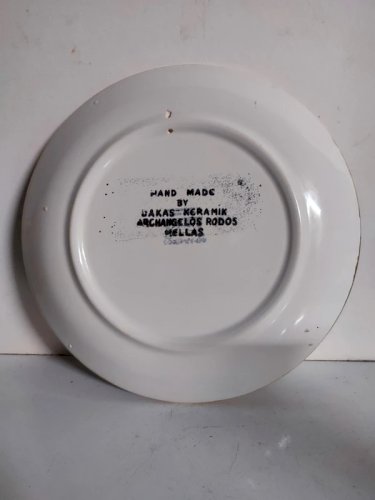 HAND MADE
BY
DAKAS KERAMIK
ARCHANGELOS RODOS
HELLAS